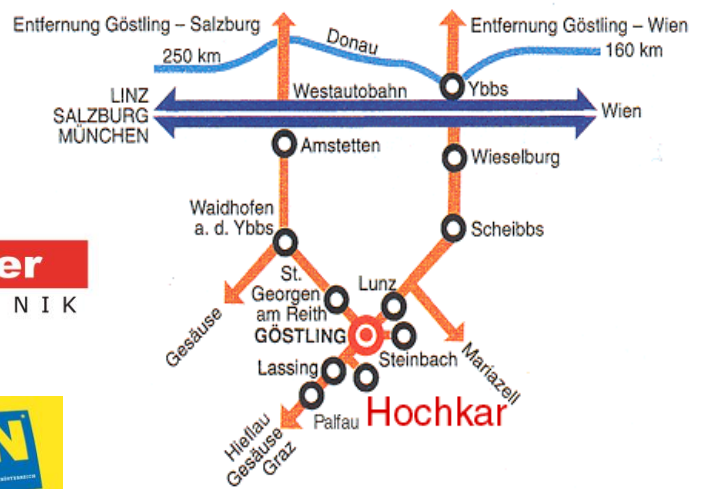 Entfernung Göstling – Salzburg
Entfernung Göstling – Wien
Donau
250 km
160 km
Ybbs
Westautobahn
LINZ
SALZBURG
MÜNCHEN
Wien
Amstetten
Wieselburg
Waidhofen
a. d. Ybbs
Scheibbs
er
NIK
St.
Georgen
am Reith
Lunz
GÖSTLING
Gesäuse
Steinbach
Mariazell
Lassing
Palfau
Hochkar
Hieflau
Gesäuse
Graz
N